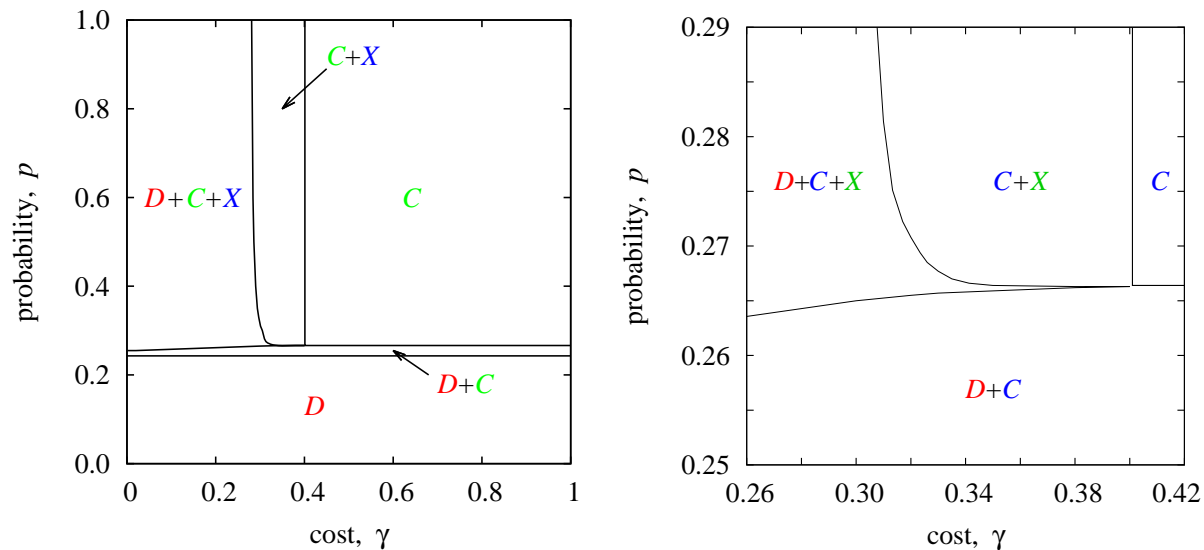 1.0
0.8
0.6
0.4
0.2
0.0
probability, p
C+X
D+C+X
C
D+C
D
0 0.2 0.4 0.6 0.8 1
cost, γ
0.29
0.28
0.27
0.26
0.25
probability, p
D+C+X
C+X
C
D+C
0.26 0.30 0.34 0.38 0.42
cost, γ